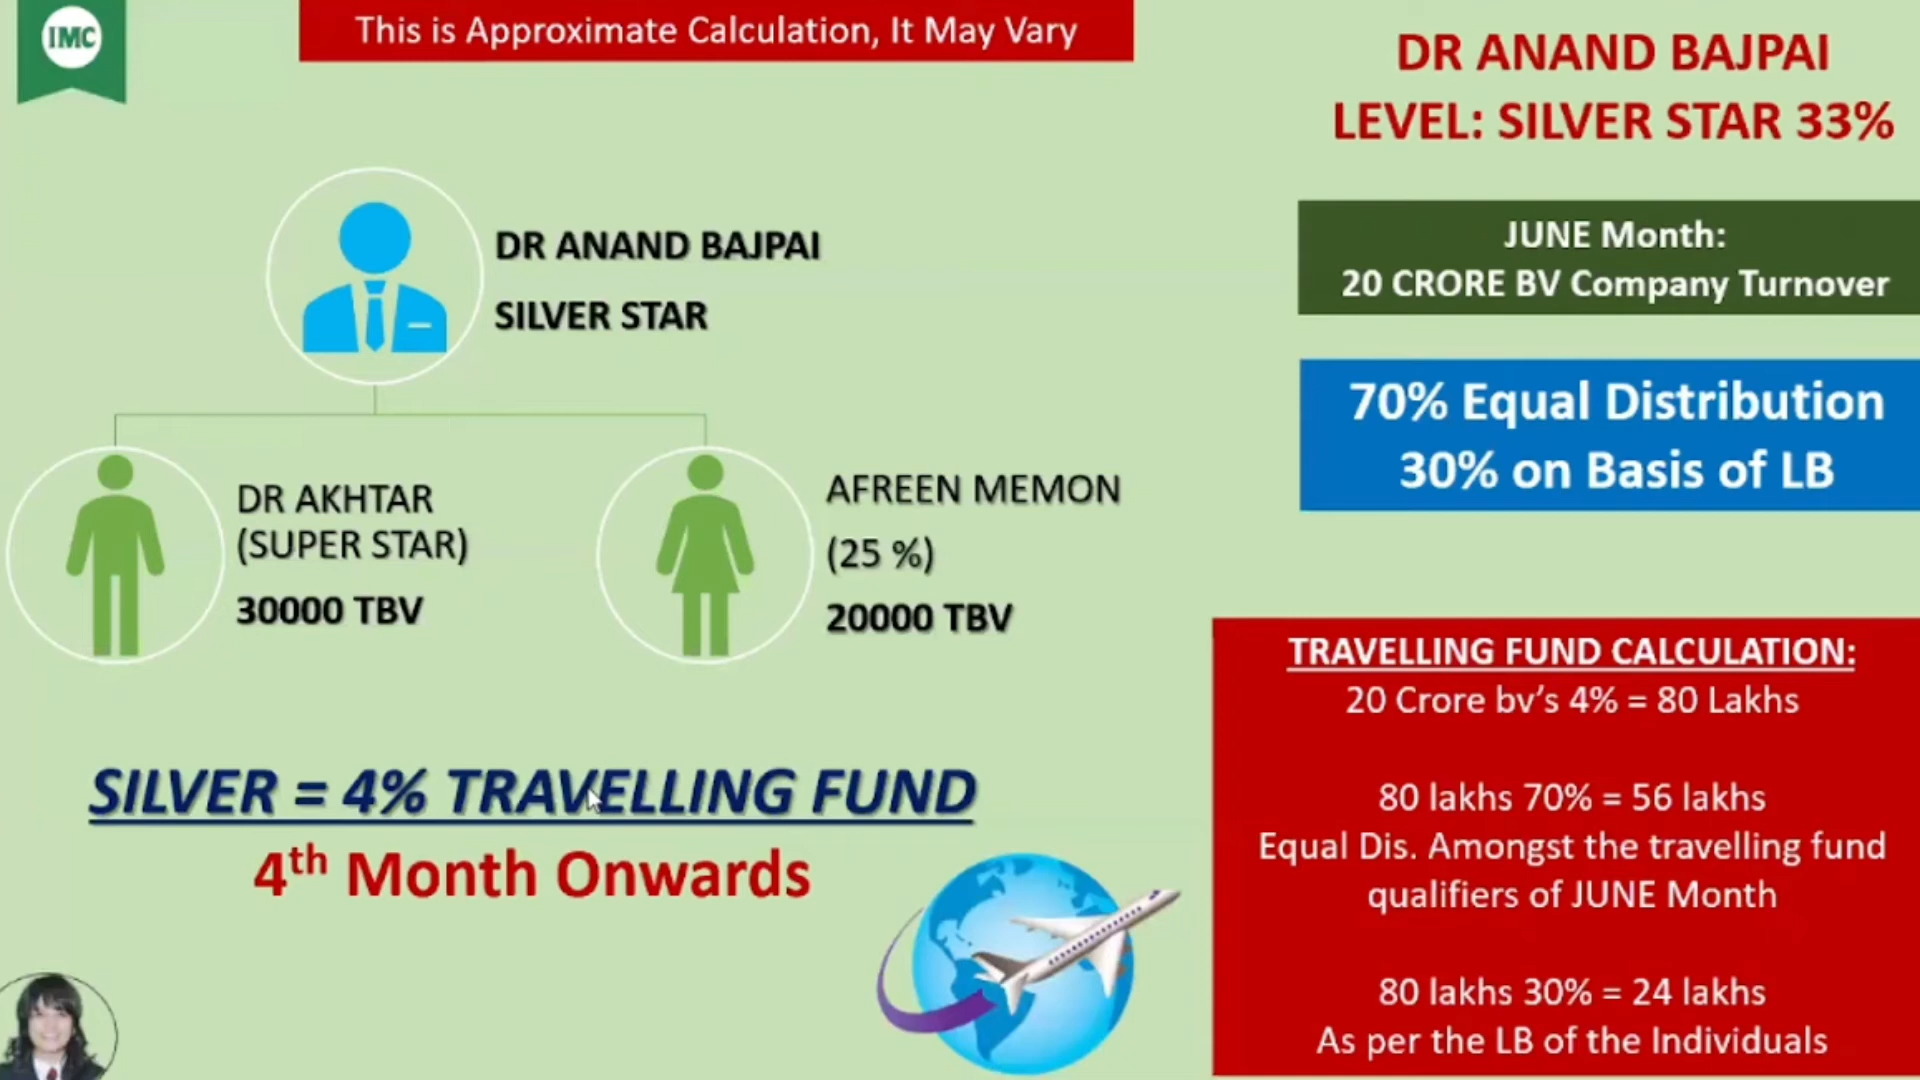 IMC
This is Approximate Calculation, It May Vary
DR ANAND BAJPAI
LEVEL: SILVER STAR 33%
JUNE Month:
20 CRORE BV Company Turnover
70% Equal Distribution
30% on Basis of LB
DR ANAND BAJPAI
SILVER STAR
DR AKHTAR
(SUPER STAR)
30000 TBV
AFREEN MEMON
(25 %)
20000 TBV
SILVER = 4% TRAVELLING FUND
4th Month Onwards
TRAVELLING FUND CALCULATION:
20 Crore bv's 4% = 80 Lakhs
80 lakhs 70% = 56 lakhs
Equal Dis. Amongst the travelling fund
qualifiers of JUNE Month
80 lakhs 30% = 24 lakhs
As per the LB of the Individuals